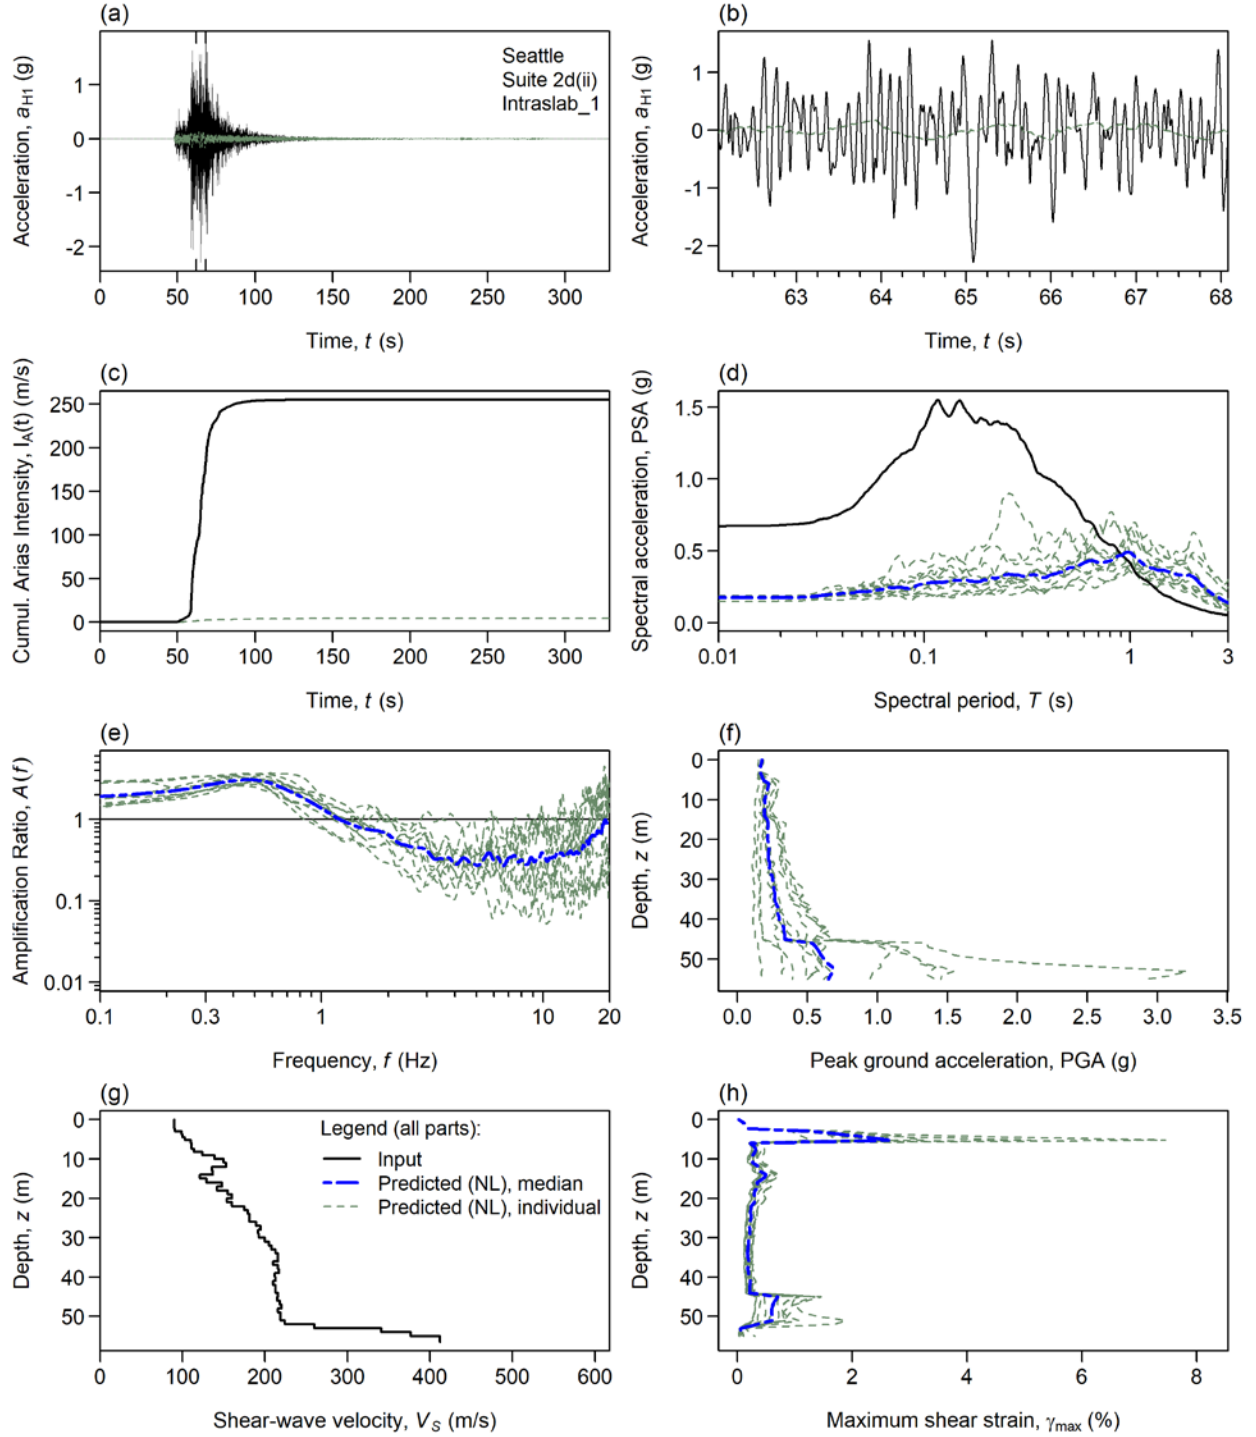 (a)
Acceleration, aH1 (g)
1
0
-1
-2
Seattle
Suite 2d(ii)
Intraslab_1
0 50 100 150 200 250 300
Time, t (s)
(b)
Acceleration, aH1 (g)
1
0
-1
-2
63 64 65 66 67 68
Time, t (s)
(c)
Cumul. Arias Intensity, IA(t) (m/s)
250
200
150
100
50
0
0 50 100 150 200 250 300
Time, t (s)
(d)
Spectral acceleration, PSA (g)
1.5
1.0
0.5
0.0
0.01 0.1 1 3
Spectral period, T (s)
(e)
Amplification Ratio, A(f)
1
0.1
0.01
0.1 0.3 1 3 10 20
Frequency, f (Hz)
(f)
Depth, z (m)
0
10
20
30
40
50
0.0 0.5 1.0 1.5 2.0 2.5 3.0 3.5
Peak ground acceleration, PGA (g)
(g)
Depth, z (m)
0
10
20
30
40
50
Legend (all parts):
Input
Predicted (NL), median
Predicted (NL), individual
0 100 200 300 400 500 600
Shear-wave velocity, VS (m/s)
(h)
Depth, z (m)
0
10
20
30
40
50
0 2 4 6 8
Maximum shear strain, γmax (%)